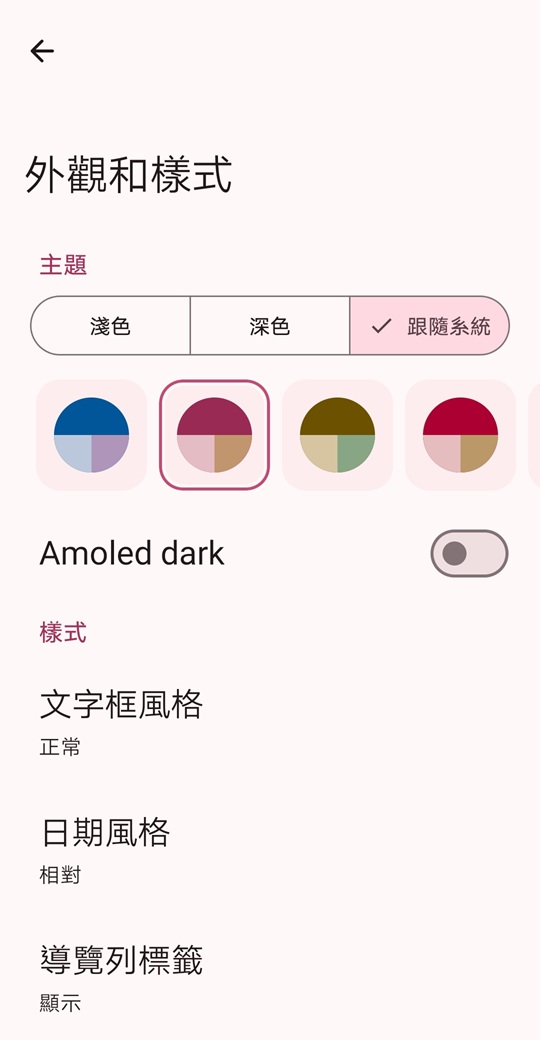 外觀和樣式
主題
淺色
深色
跟隨系統
Amoled dark
樣式
文字框風格
正常
日期風格
相對
導覽列標籤
顯示